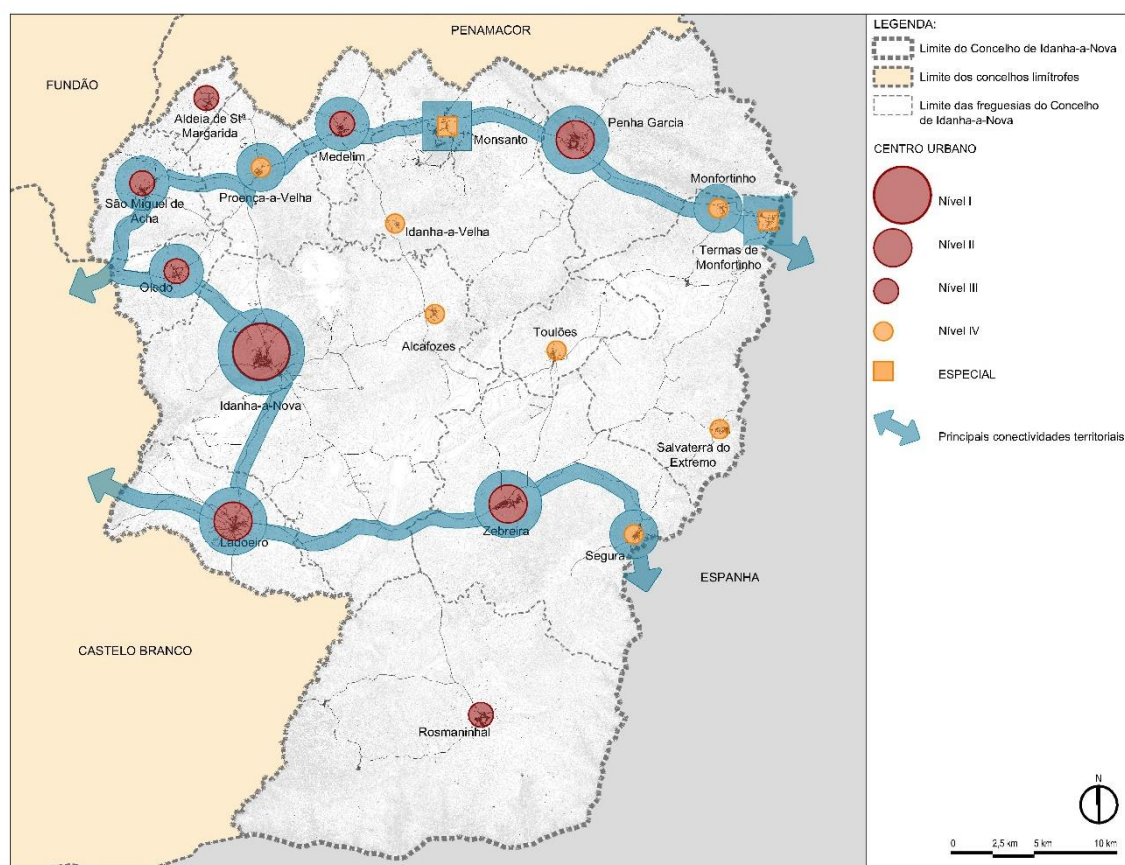 PENAMACOR
FUNDÃO
Aldeia de Stª
Margarida
Medelim
Monsanto
Penha Garcia
São Miguel de
Acha
Proença-a-Velha
Monfortinho
Idanha-a-Velha
Termas de
Monfortinho
Oledo
Alcafozes
Toulões
Idanha-a-Nova
Salvaterra do
Extremo
Ladoeiro
Zebreira
Segura
ESPANHA
CASTELO BRANCO
Rosmaninhal
LEGENDA:
Limite do Concelho de Idanha-a-Nova
Limite dos concelhos limítrofes
Limite das freguesias do Concelho
de Idanha-a-Nova
CENTRO URBANO
Nível I
Nível II
Nível III
Nível IV
ESPECIAL
Principais conectividades territoriais
N
0 2,5 km 5 km 10 km